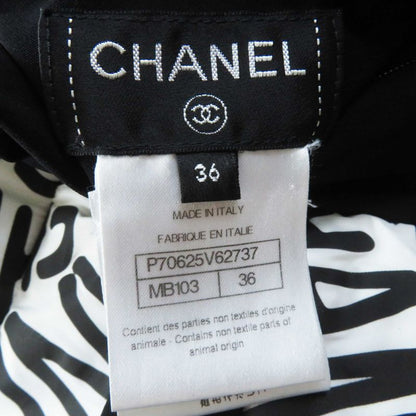 CHANEL
36
MADE IN ITALY
FABRIQUE EN ITALIE
P70625V62737
MB103 36
Contient des parties non textiles d'origine
animale - Contains non textile parts of
animal origin